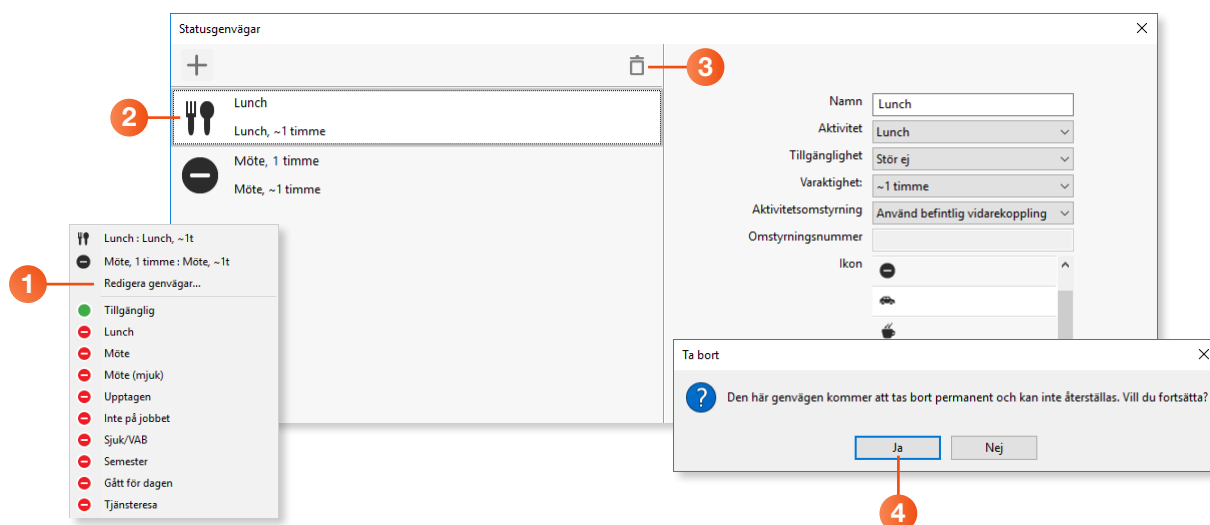 Statusgenvägar
3
2
Lunch
Lunch, ~1 timme
Möte, 1 timme
Möte, ~1 timme
Namn Lunch
Aktivitet Lunch
Tillgänglighet Stör ej
Varaktighet: ~1 timme
Aktivitetsomstyrning Använd befintlig vidarekoppling
Omstyrningsnummer
Ikon
Lunch : Lunch, ~1t
Möte, 1 timme : Möte, ~1t
1
Redigera genvägar...
Tillgänglig
Lunch
Möte
Möte (mjuk)
Upptagen
Inte på jobbet
Sjuk/VAB
Semester
Gått för dagen
Tjänsteresa
Ta bort
Den här genvägen kommer att tas bort permanent och kan inte återställas. Vill du fortsätta?
Ja Nej
4